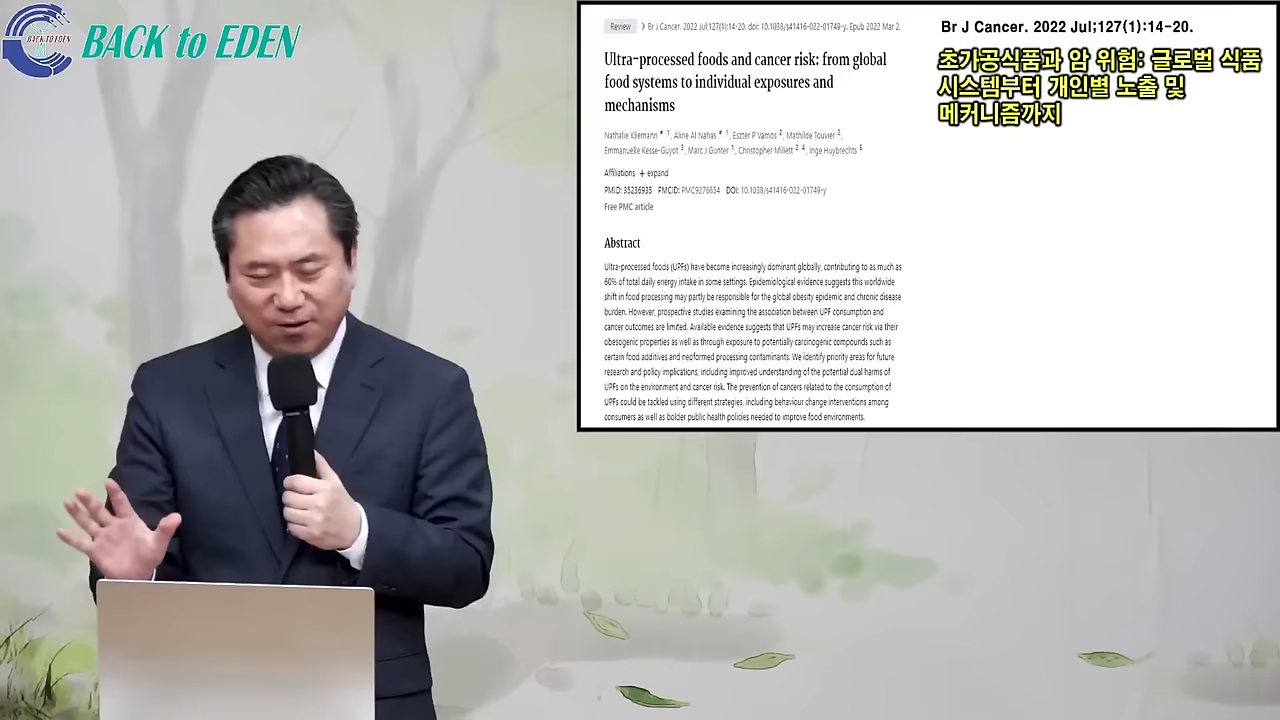 BACK TO EDEN
BACK to EDEN
Review
Br J Cancer. 2022 Jul;127(1):14-20. doi: 10.1038/s41416-022-01749-y. Epub 2022 Mar 2.
Ultra-processed foods and cancer risk: from global
food systems to individual exposures and
mechanisms
Nathalie Kliemann # 1, Aline Al Nahas # 1, Eszter P Vamos 2, Mathilde Touvier 3,
Emmanuelle Kesse-Guyot 3, Marc J Gunter 1, Christopher Millett 2 4, Inge Huybrechts 5
Affiliations + expand
PMID: 35236935 PMCID: PMC9276654 DOI: 10.1038/s41416-022-01749-y
Free PMC article
Abstract
Ultra-processed foods (UPFs) have become increasingly dominant globally, contributing to as much as
60% of total daily energy intake in some settings. Epidemiological evidence suggests this worldwide
shift in food processing may partly be responsible for the global obesity epidemic and chronic disease
burden. However, prospective studies examining the association between UPF consumption and
cancer outcomes are limited. Available evidence suggests that UPFs may increase cancer risk via their
obesogenic properties as well as through exposure to potentially carcinogenic compounds such as
certain food additives and neoformed processing contaminants. We identify priority areas for future
research and policy implications, including improved understanding of the potential dual harms of
UPFs on the environment and cancer risk. The prevention of cancers related to the consumption of
UPFs could be tackled using different strategies, including behaviour change interventions among
consumers as well as bolder public health policies needed to improve food environments.
Br J Cancer. 2022 Jul;127(1):14-20.
초가공식품과 암 위험: 글로벌 식품
시스템부터 개인별 노출 및
메커니즘까지